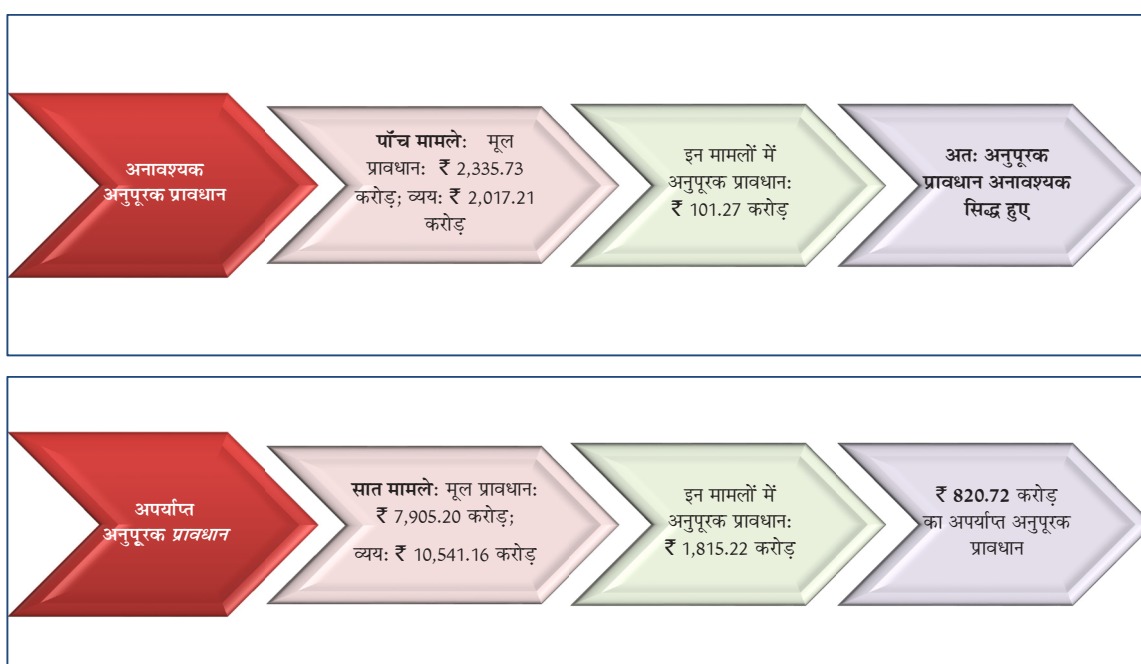 अनावश्यक
अनुपूरक प्रावधान
पाँच मामले: मूल
प्रावधान: ₹ 2,335.73
करोड़; व्यय: ₹ 2,017.21
करोड़
इन मामलों में
अनुपूरक प्रावधान:
₹ 101.27 करोड़
अत: अनुपूरक
प्रावधान अनावश्यक
सिद्ध हुए
अपर्याप्त
अनुपूरक प्रावधान
सात मामले: मूल प्रावधान:
₹ 7,905.20 करोड़;
व्यय: ₹ 10,541.16 करोड़
इन मामलों में
अनुपूरक प्रावधान:
₹ 1,815.22 करोड़
₹ 820.72 करोड़
का अपर्याप्त अनुपूरक
प्रावधान